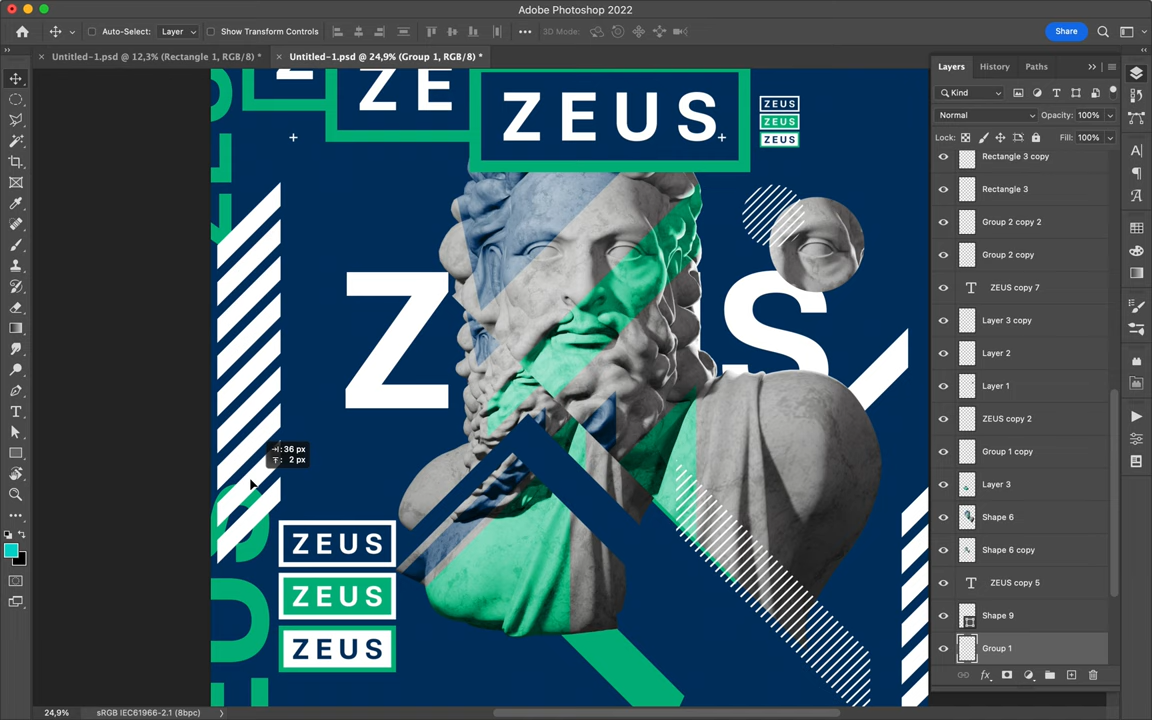 Adobe Photoshop 2022
Auto-Select: Layer Show Transform Controls 3D Mode: Share
Untitled-1.psd @ 12,3% (Rectangle 1, RGB/8) * Untitled-1.psd @ 24,9% (Group 1, RGB/8) *
Layers History Paths
Kind
Normal Opacity: 100%
Lock: Fill: 100%
Rectangle 3 copy
Rectangle 3
Group 2 copy 2
Group 2 copy
ZEUS copy 7
Layer 3 copy
Layer 2
Layer 1
ZEUS copy 2
Group 1 copy
Layer 3
Shape 6
Shape 6 copy
ZEUS copy 5
Shape 9
Group 1
ZE
ZEUS
ZEUS
ZEUS
ZEUS
Z S
36 px
2 px
ZEUS
ZEUS
ZEUS
24,9% sRGB IEC61966-2.1 (8bpc)